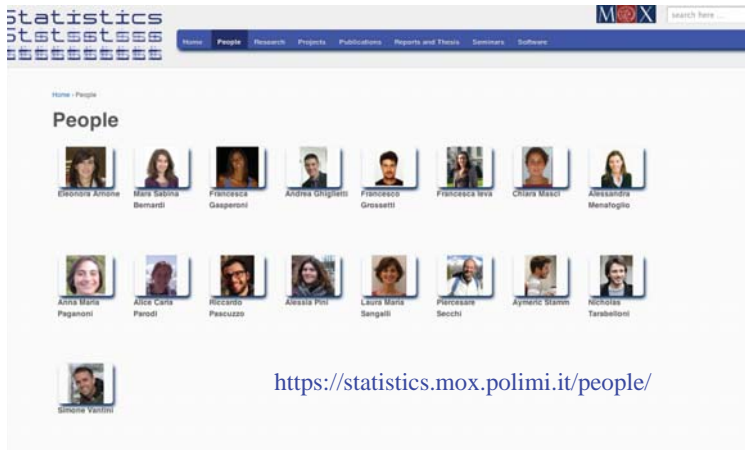 Statistics
MOX
search here ...
Home People Research Projects Publications Reports and Thesis Seminars Software
Home › People
People
Eleonora Arnone
Mara Sabina
Bernardi
Francesca
Gasperoni
Andrea Ghiglietti
Francesco
Grossetti
Francesca Ieva
Chiara Masci
Alessandra
Menafoglio
Anna Maria
Paganoni
Alice Carla
Parodi
Riccardo
Pascuzzo
Alessia Pini
Laura Maria
Sangalli
Piercesare
Secchi
Aymeric Stamm
Nicholas
Tarabelloni
Simone Vantini
https://statistics.mox.polimi.it/people/